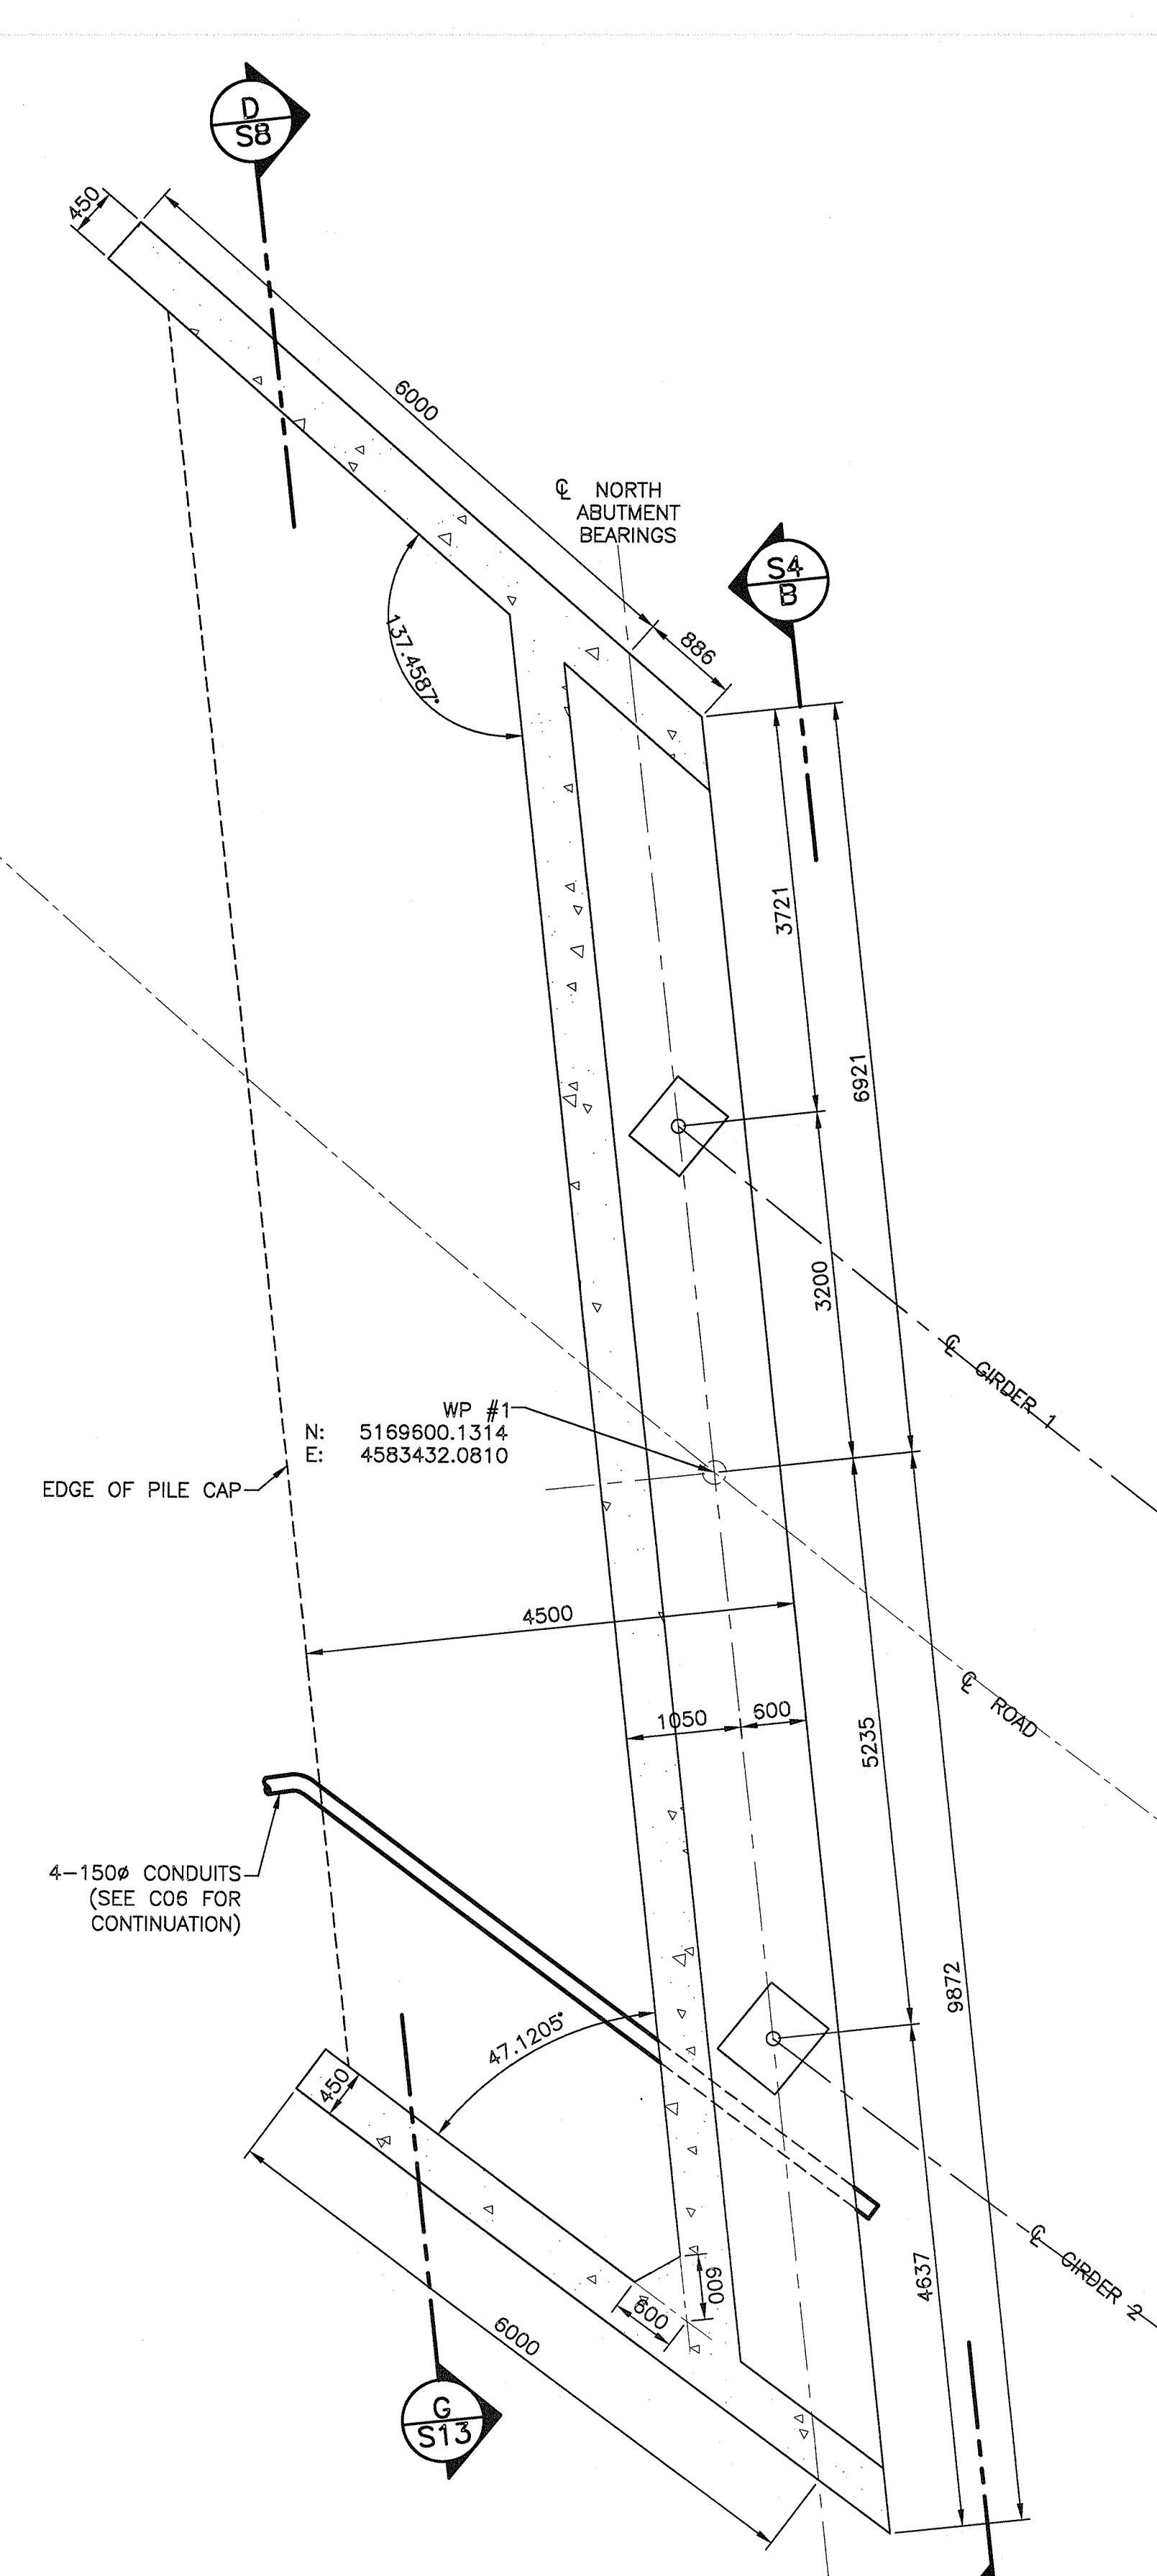 D
S8
450
6000
℄ NORTH
ABUTMENT
BEARINGS
S4
B
886
137.4587°
3721
6921
3200
℄ GIRDER 1
WP #1
N: 5169600.1314
E: 4583432.0810
EDGE OF PILE CAP
4500
℄ ROAD
1050
600
5235
4-150ø CONDUITS
(SEE C06 FOR
CONTINUATION)
9872
47.1205°
450
℄ GIRDER 2
600
600
4637
6000
G
S13